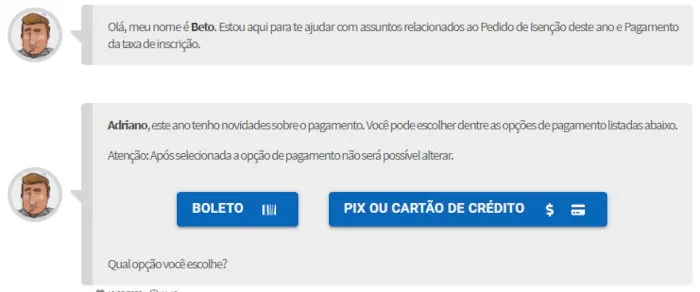 Olá, meu nome é Beto. Estou aqui para te ajudar com assuntos relacionados ao Pedido de Isenção deste ano e Pagamento
da taxa de inscrição.
Adriano, este ano tenho novidades sobre o pagamento. Você pode escolher dentre as opções de pagamento listadas abaixo.
Atenção: Após selecionada a opção de pagamento não será possível alterar.
BOLETO
PIX OU CARTÃO DE CRÉDITO $
Qual opção você escolhe?